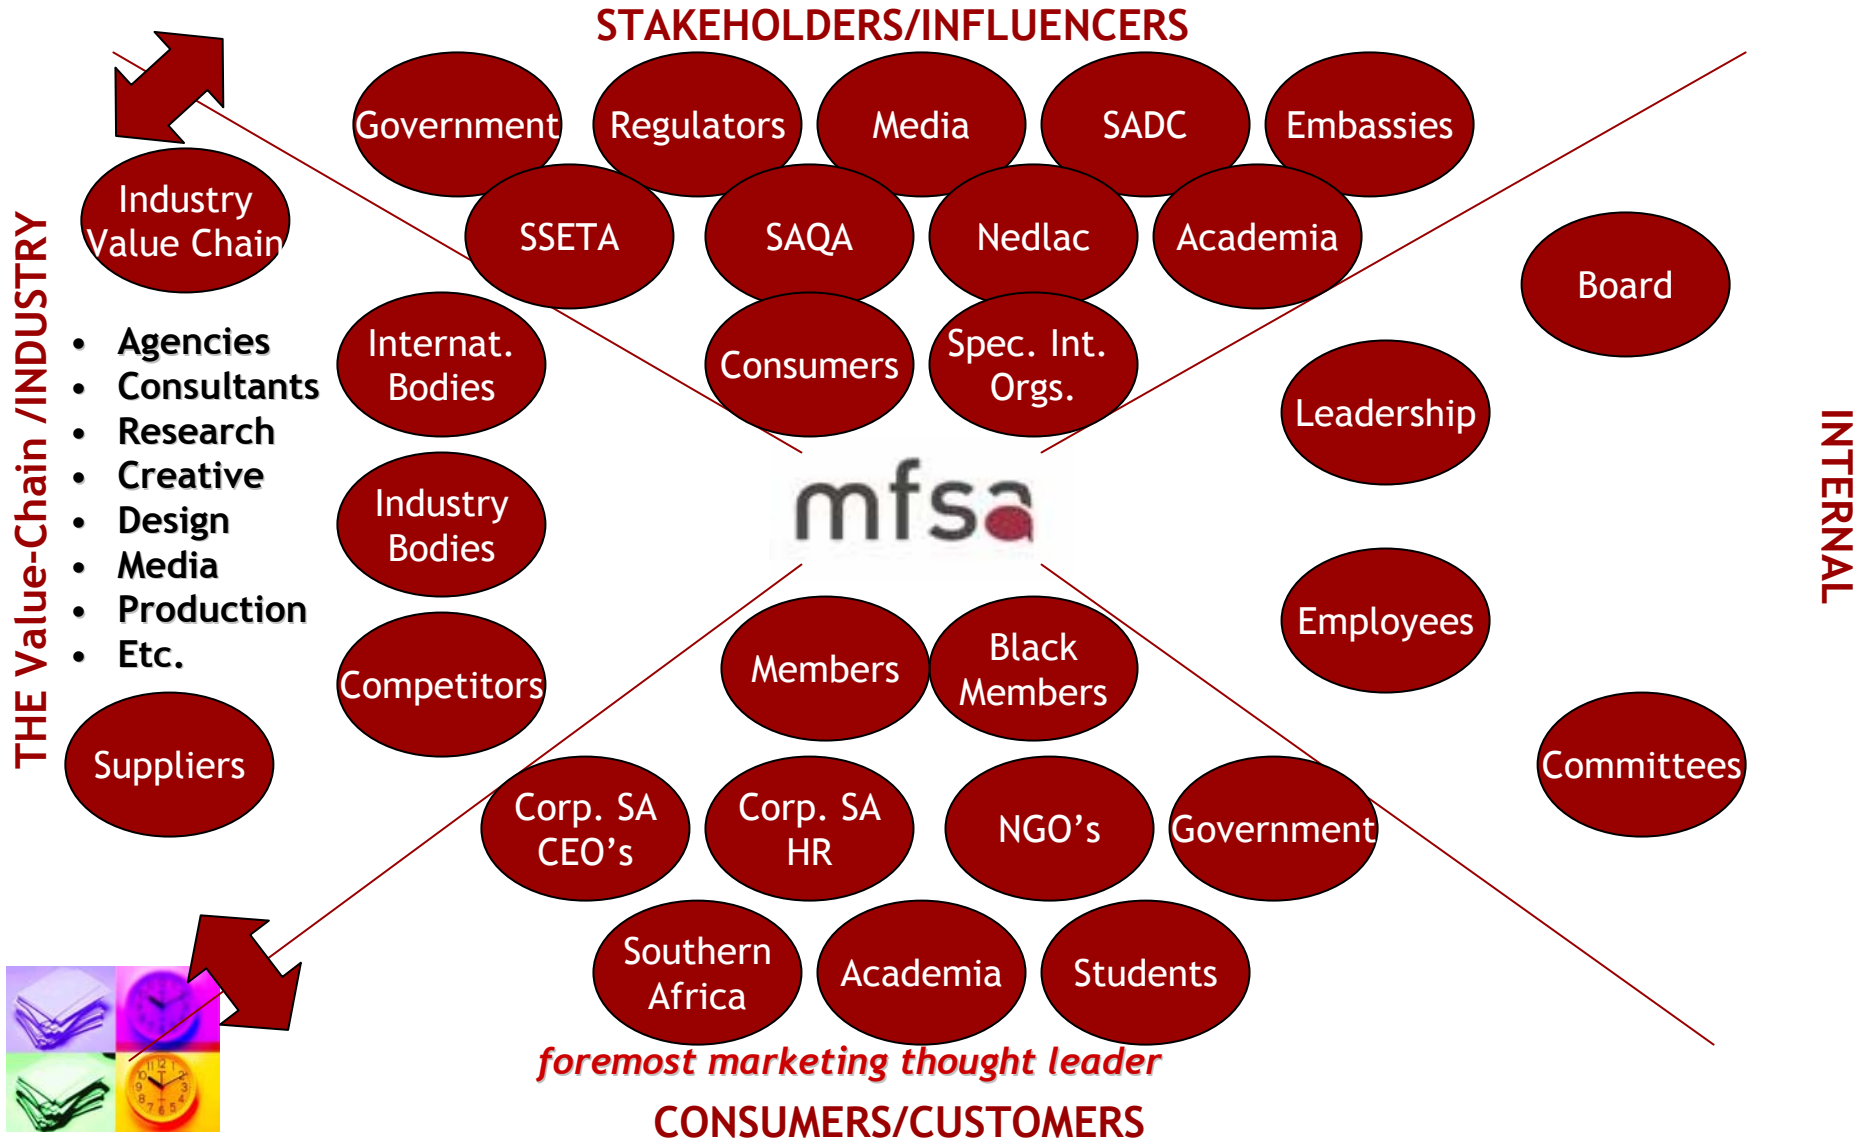 STAKEHOLDERS/INFLUENCERS
Government
Regulators
Media
SADC
Embassies
SSETA
SAQA
Nedlac
Academia
Consumers
Spec. Int.
Orgs.
THE Value-Chain /INDUSTRY
Industry
Value Chain
• Agencies
• Consultants
• Research
• Creative
• Design
• Media
• Production
• Etc.
Suppliers
Internat.
Bodies
Industry
Bodies
Competitors
mfsa
INTERNAL
Board
Leadership
Employees
Committees
Members
Black
Members
Corp. SA
CEO’s
Corp. SA
HR
NGO’s
Government
Southern
Africa
Academia
Students
foremost marketing thought leader
CONSUMERS/CUSTOMERS